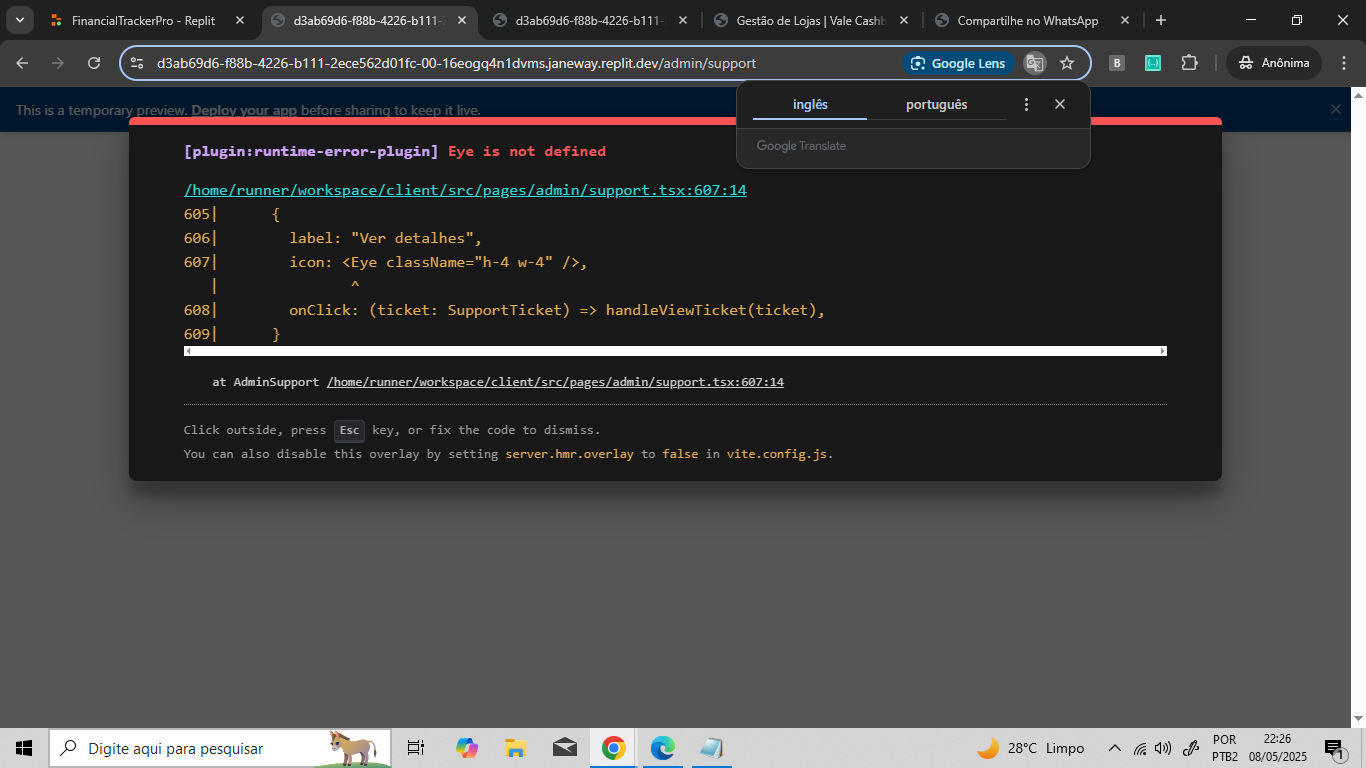 FinancialTrackerPro - Replit
d3ab69d6-f88b-4226-b111-
d3ab69d6-f88b-4226-b111-
Gestão de Lojas | Vale Cashb
Compartilhe no WhatsApp
d3ab69d6-f88b-4226-b111-2ece562d01fc-00-16eogq4n1dvms.janeway.replit.dev/admin/support
Google Lens
B
Anônima
This is a temporary preview. Deploy your app before sharing to keep it live.
inglês
português
Google Translate
[plugin:runtime-error-plugin] Eye is not defined
/home/runner/workspace/client/src/pages/admin/support.tsx:607:14
605|      {
606|        label: "Ver detalhes",
607|        icon: <Eye className="h-4 w-4" />,
   |               ^
608|        onClick: (ticket: SupportTicket) => handleViewTicket(ticket),
609|      }
at AdminSupport /home/runner/workspace/client/src/pages/admin/support.tsx:607:14
Click outside, press Esc key, or fix the code to dismiss.
You can also disable this overlay by setting server.hmr.overlay to false in vite.config.js.
Digite aqui para pesquisar
28°C Limpo
POR
PTB2
22:26
08/05/2025
1